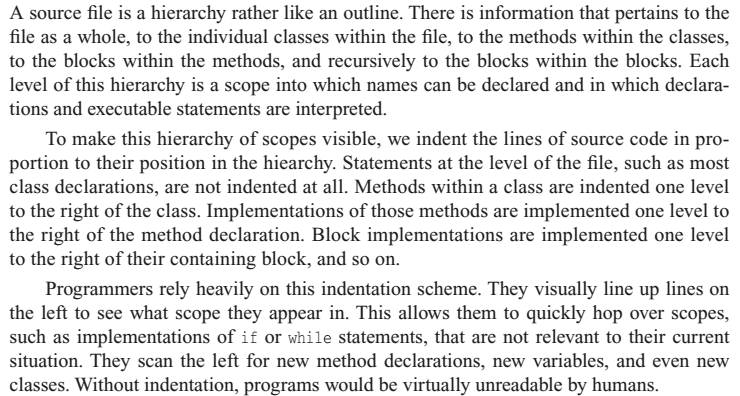 A source file is a hierarchy rather like an outline. There is information that pertains to the
file as a whole, to the individual classes within the file, to the methods within the classes,
to the blocks within the methods, and recursively to the blocks within the blocks. Each
level of this hierarchy is a scope into which names can be declared and in which declara-
tions and executable statements are interpreted.
To make this hierarchy of scopes visible, we indent the lines of source code in pro-
portion to their position in the hiearchy. Statements at the level of the file, such as most
class declarations, are not indented at all. Methods within a class are indented one level
to the right of the class. Implementations of those methods are implemented one level to
the right of the method declaration. Block implementations are implemented one level
to the right of their containing block, and so on.
Programmers rely heavily on this indentation scheme. They visually line up lines on
the left to see what scope they appear in. This allows them to quickly hop over scopes,
such as implementations of if or while statements, that are not relevant to their current
situation. They scan the left for new method declarations, new variables, and even new
classes. Without indentation, programs would be virtually unreadable by humans.